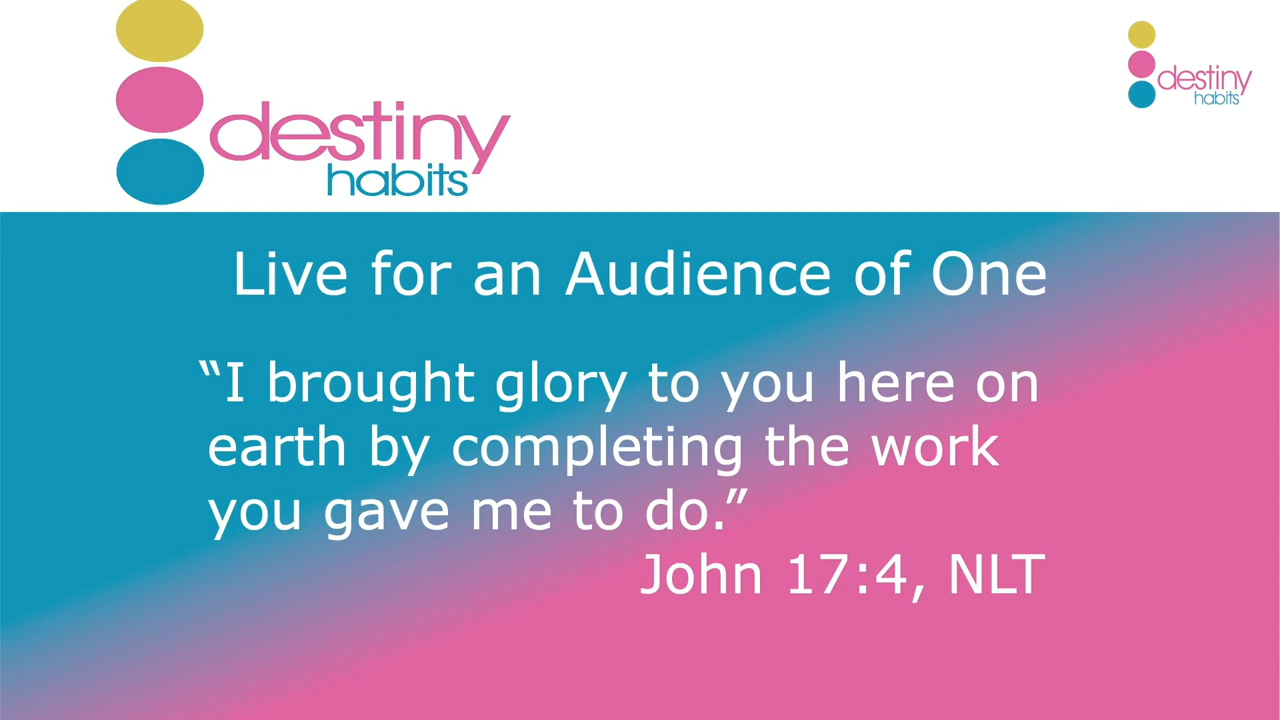 destiny
habits
destiny
habits
Live for an Audience of One
“I brought glory to you here on
earth by completing the work
you gave me to do.”
John 17:4, NLT